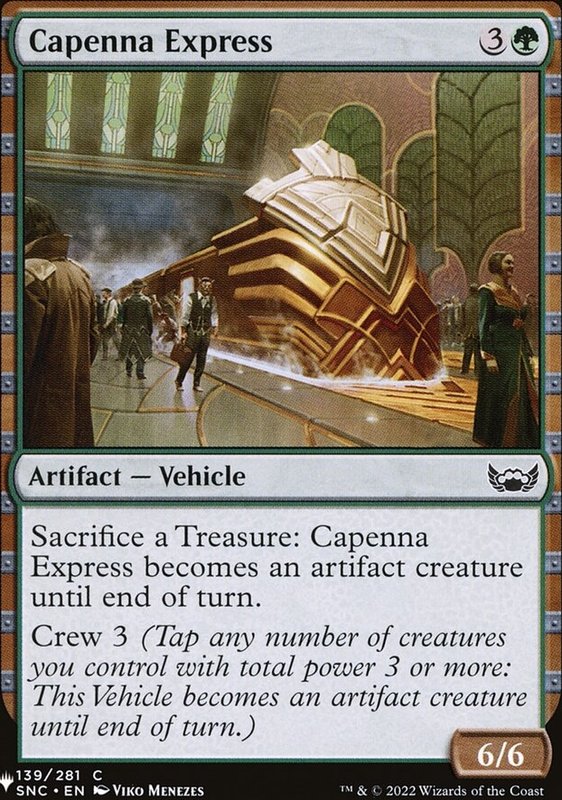 Capenna Express 3
Artifact — Vehicle
Sacrifice a Treasure: Capenna
Express becomes an artifact creature
until end of turn.
Crew 3 (Tap any number of creatures
you control with total power 3 or more:
This Vehicle becomes an artifact creature
until end of turn.)
6/6
139/281 C
SNC • EN Viko Menezes
™ & © 2022 Wizards of the Coast